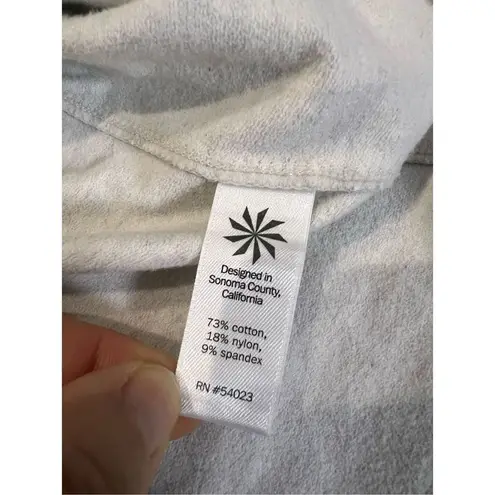 Designed in
Sonoma County,
California
73% cotton,
18% nylon,
9% spandex
RN #54023